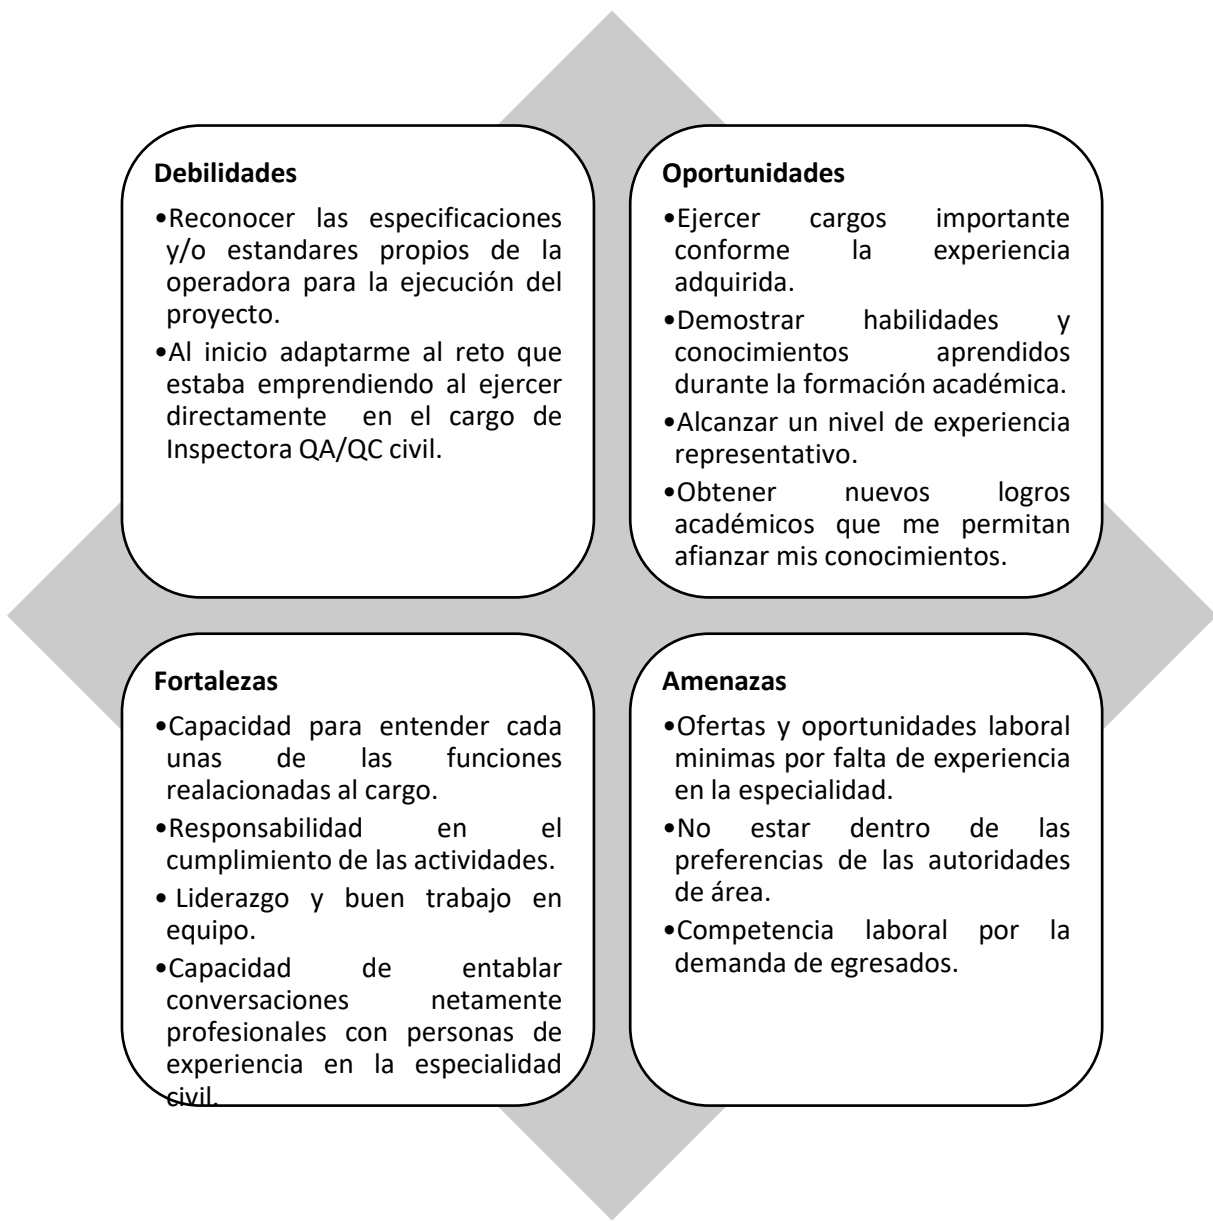 Debilidades
•Reconocer las especificaciones
y/o estandares propios de la
operadora para la ejecución del
proyecto.
•Al inicio adaptarme al reto que
estaba emprendiendo al ejercer
directamente en el cargo de
Inspectora QA/QC civil.
Oportunidades
•Ejercer cargos importante
conforme la experiencia
adquirida.
•Demostrar habilidades y
conocimientos aprendidos
durante la formación académica.
•Alcanzar un nivel de experiencia
representativo.
•Obtener nuevos logros
académicos que me permitan
afianzar mis conocimientos.
Fortalezas
•Capacidad para entender cada
unas de las funciones
realacionadas al cargo.
•Responsabilidad en el
cumplimiento de las actividades.
• Liderazgo y buen trabajo en
equipo.
•Capacidad de entablar
conversaciones netamente
profesionales con personas de
experiencia en la especialidad
civil.
Amenazas
•Ofertas y oportunidades laboral
minimas por falta de experiencia
en la especialidad.
•No estar dentro de las
preferencias de las autoridades
de área.
•Competencia laboral por la
demanda de egresados.